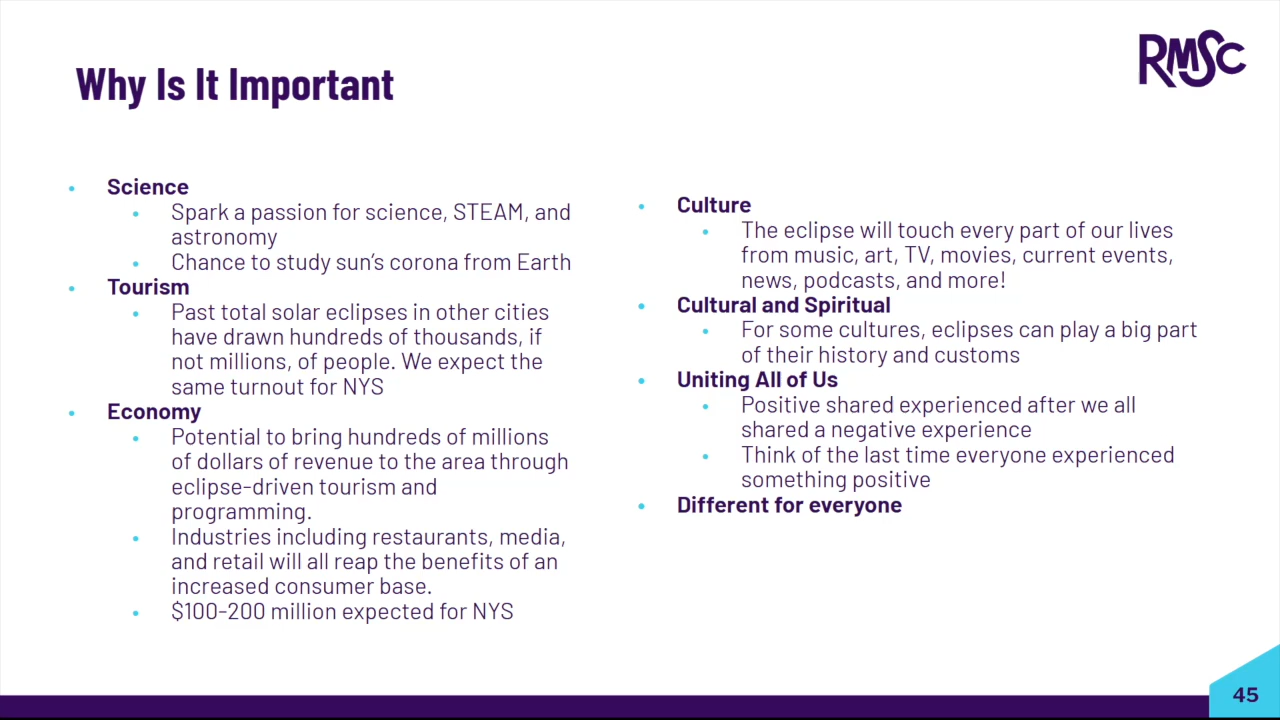 RMSC
Why Is It Important
• Science
• Spark a passion for science, STEAM, and
astronomy
• Chance to study sun's corona from Earth
• Tourism
• Past total solar eclipses in other cities
have drawn hundreds of thousands, if
not millions, of people. We expect the
same turnout for NYS
• Economy
• Potential to bring hundreds of millions
of dollars of revenue to the area through
eclipse-driven tourism and
programming.
• Industries including restaurants, media,
and retail will all reap the benefits of an
increased consumer base.
• $100-200 million expected for NYS
• Culture
• The eclipse will touch every part of our lives
from music, art, TV, movies, current events,
news, podcasts, and more!
• Cultural and Spiritual
• For some cultures, eclipses can play a big part
of their history and customs
• Uniting All of Us
• Positive shared experienced after we all
shared a negative experience
• Think of the last time everyone experienced
something positive
• Different for everyone
45